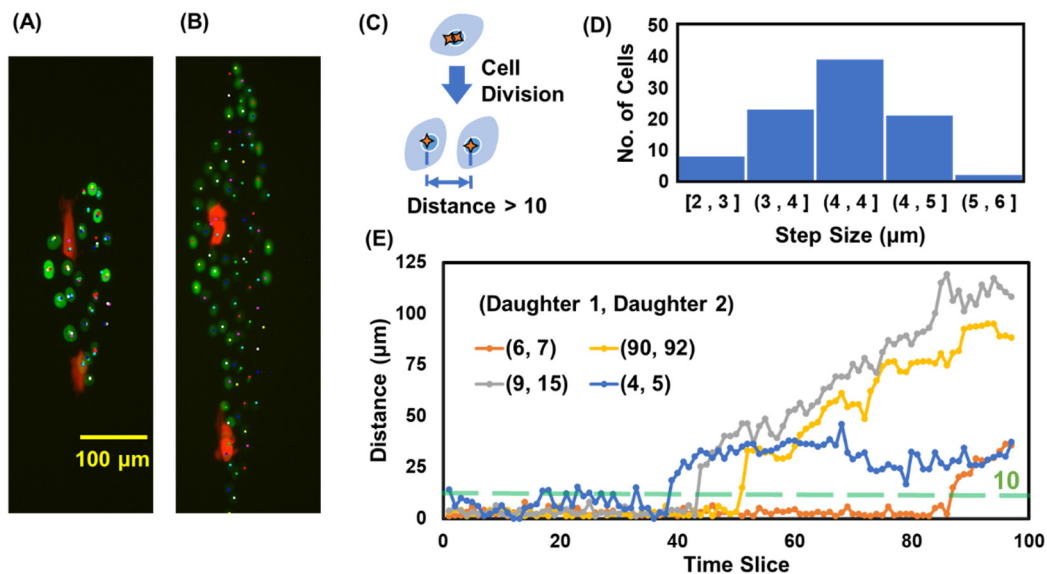 (A)
(B)
100 µm
(C)
Cell
Division
Distance > 10
(D)
No. of Cells
50
40
30
20
10
0
[2 , 3 ] (3 , 4 ] (4 , 4 ] (4 , 5 ] (5 , 6 ]
Step Size (µm)
(E)
Distance (µm)
125
100
75
50
25
0
(Daughter 1, Daughter 2)
(6, 7) (90, 92)
(9, 15) (4, 5)
10
0 20 40 60 80 100
Time Slice